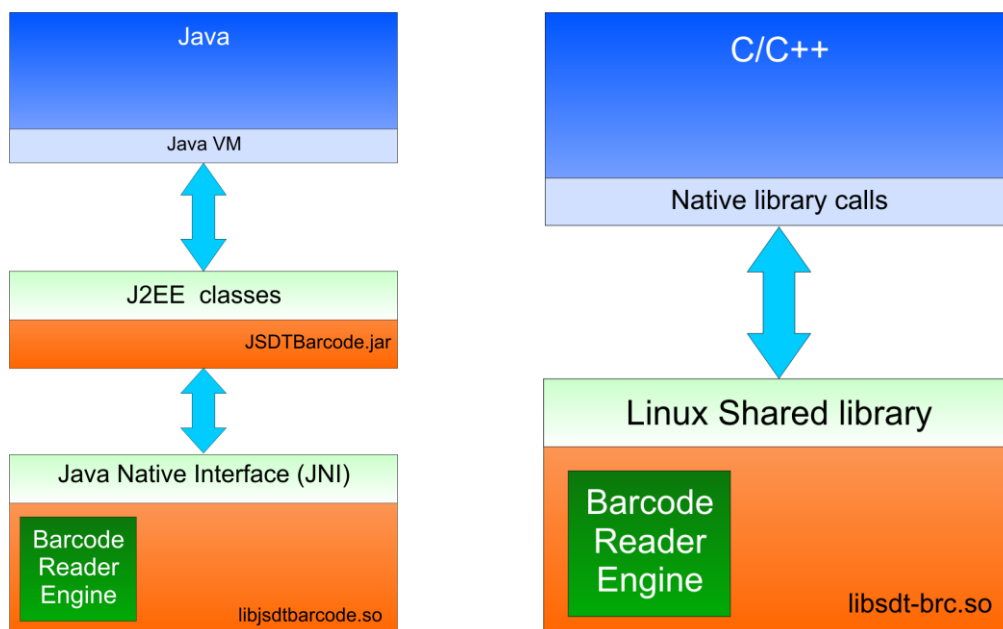 Java
Java VM
J2EE classes
JSDTBarcode.jar
Java Native Interface (JNI)
Barcode
Reader
Engine
libjsdtbarcode.so
C/C++
Native library calls
Linux Shared library
Barcode
Reader
Engine
libsdt-brc.so